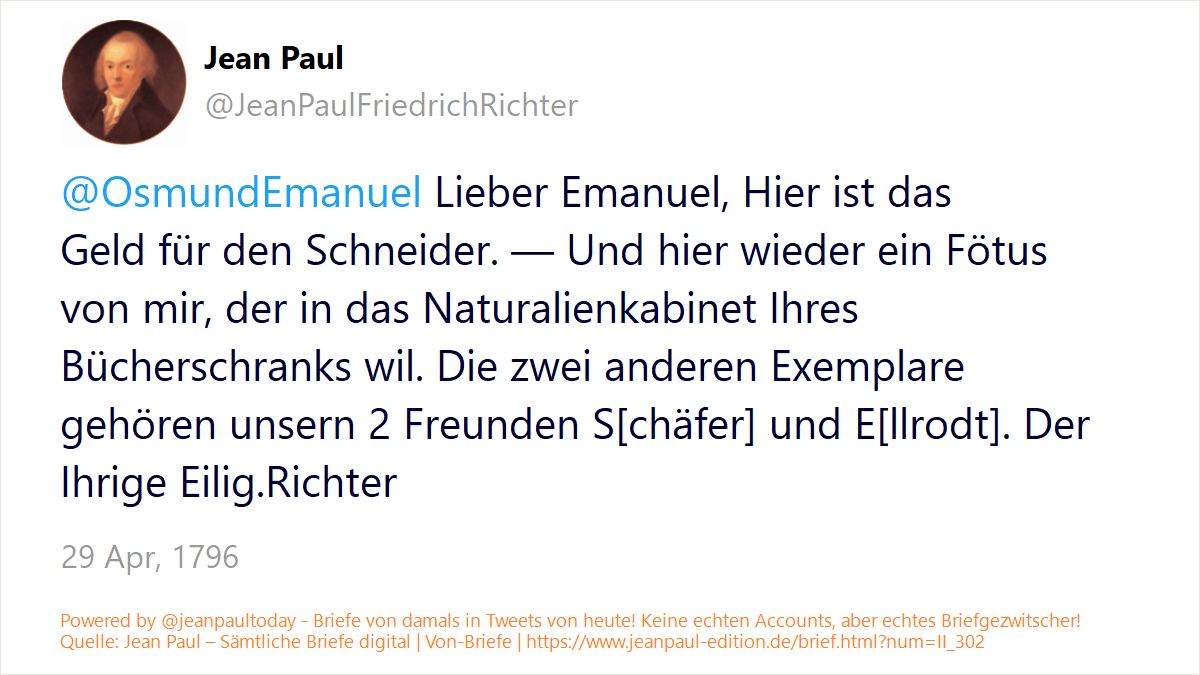 Jean Paul
@JeanPaulFriedrichRichter
@OsmundEmanuel Lieber Emanuel, Hier ist das
Geld für den Schneider. — Und hier wieder ein Fötus
von mir, der in das Naturalienkabinet Ihres
Bücherschranks wil. Die zwei anderen Exemplare
gehören unsern 2 Freunden S[chäfer] und E[llrodt]. Der
Ihrige Eilig.Richter
29 Apr, 1796
Powered by @jeanpaultoday - Briefe von damals in Tweets von heute! Keine echten Accounts, aber echtes Briefgezwitscher!
Quelle: Jean Paul – Sämtliche Briefe digital | Von-Briefe | https://www.jeanpaul-edition.de/brief.html?num=II_302